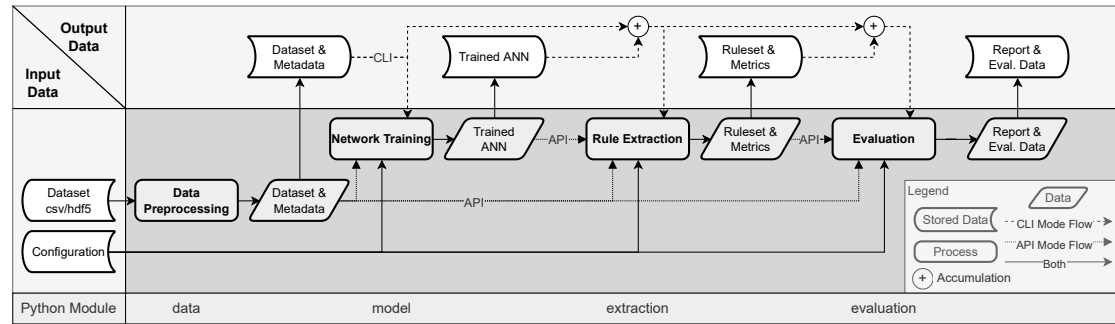 Output
Data
Input
Data
Dataset &
Metadata
CLI
Trained ANN
+
Ruleset &
Metrics
+
Report &
Eval. Data
Network Training
Trained
ANN
API
Rule Extraction
Ruleset &
Metrics
API
Evaluation
Report &
Eval. Data
Dataset
csv/hdf5
Data
Preprocessing
Dataset &
Metadata
API
Configuration
Legend
Data
Stored Data
CLI Mode Flow
API Mode Flow
Process
Both
+ Accumulation
Python Module
data
model
extraction
evaluation